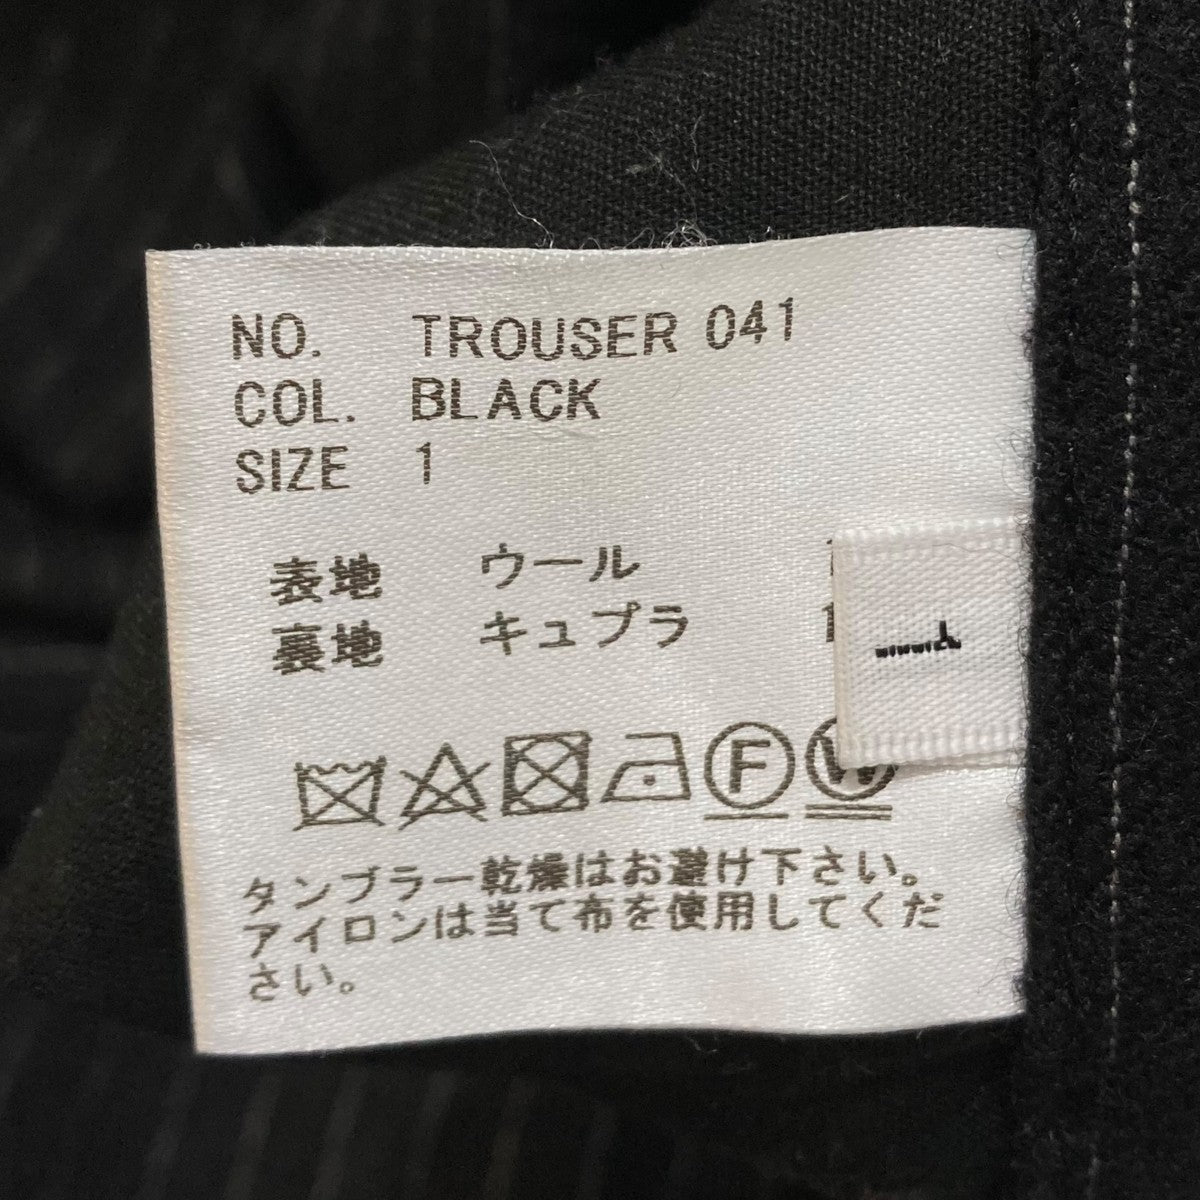 NO. TROUSER 041
COL. BLACK
SIZE 1
表地 ウール
裏地 キュプラ
F W
タンブラー乾燥はお避け下さい。
アイロンは当て布を使用してくだ
さい。
1